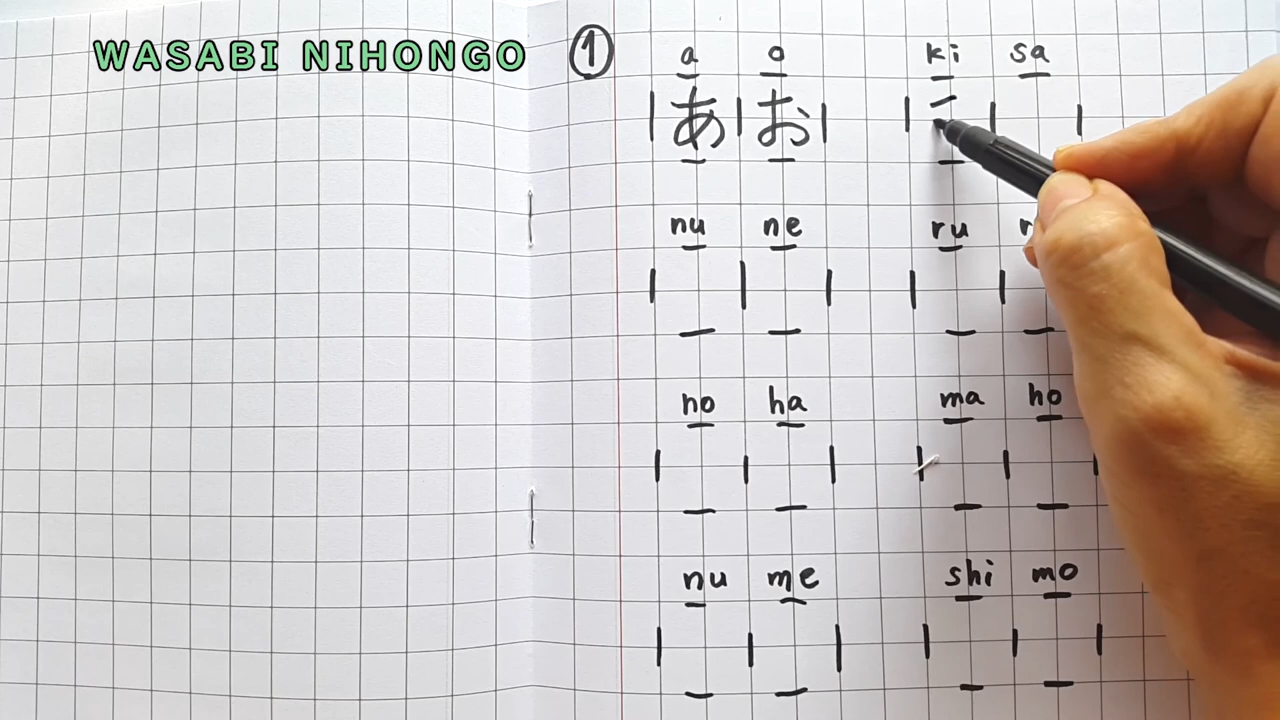 WASABI NIHONGO
① a o ki sa
あ お
nu ne ru
no ha ma ho
nu me shi mo